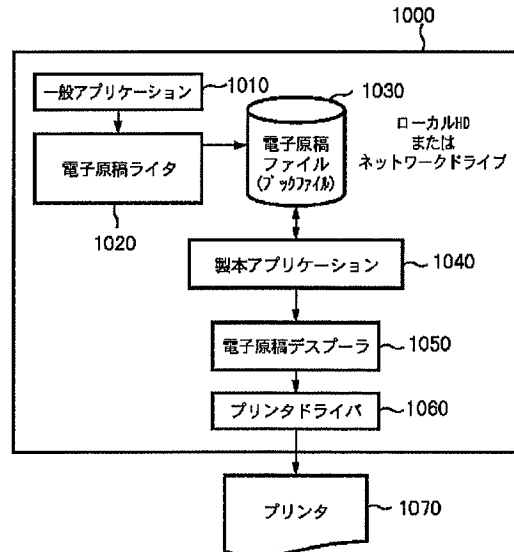 1000
一般アプリケーション
1010
電子原稿ライタ
1020
1030
電子原稿
ファイル
(ブックファイル)
ローカルHD
または
ネットワークドライブ
製本アプリケーション
1040
電子原稿デスプーラ
1050
プリンタドライバ
1060
プリンタ
1070